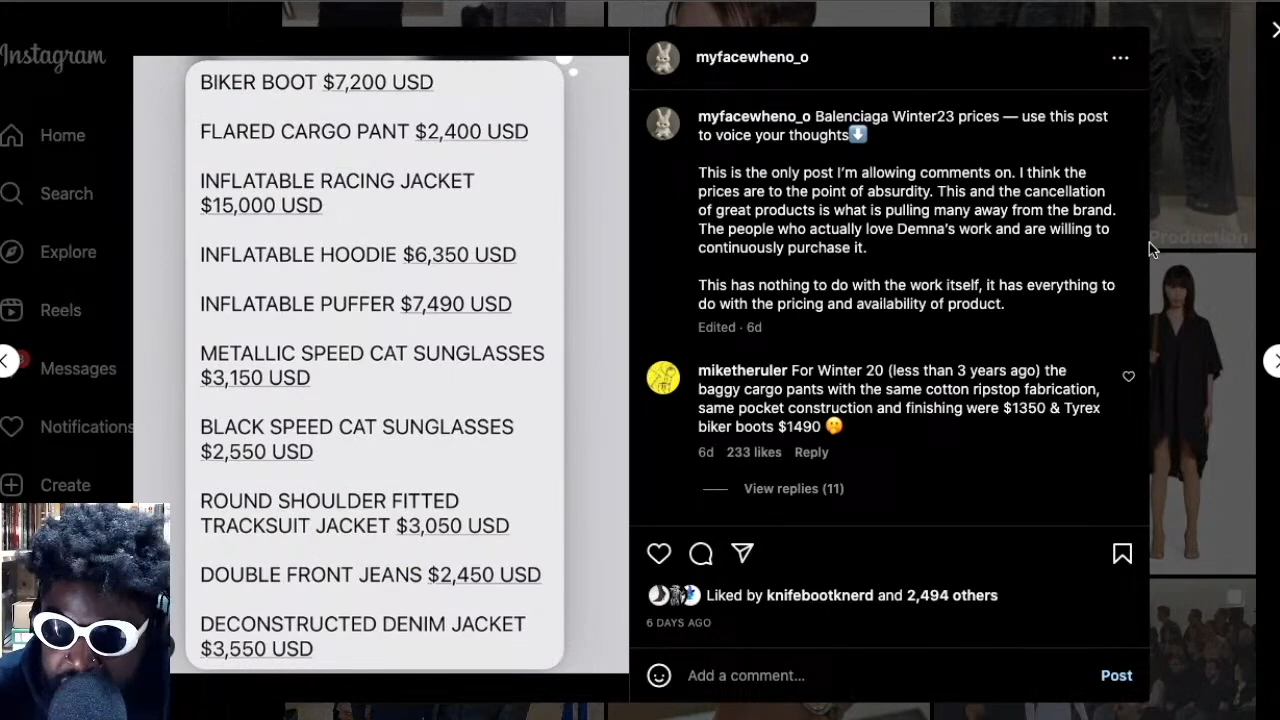 Instagram
Home
Search
Explore
Reels
Messages
Notifications
Create
BIKER BOOT $7,200 USD
FLARED CARGO PANT $2,400 USD
INFLATABLE RACING JACKET
$15,000 USD
INFLATABLE HOODIE $6,350 USD
INFLATABLE PUFFER $7,490 USD
METALLIC SPEED CAT SUNGLASSES
$3,150 USD
BLACK SPEED CAT SUNGLASSES
$2,550 USD
ROUND SHOULDER FITTED
TRACKSUIT JACKET $3,050 USD
DOUBLE FRONT JEANS $2,450 USD
DECONSTRUCTED DENIM JACKET
$3,550 USD
myfacewheno_o
myfacewheno_o Balenciaga Winter23 prices — use this post
to voice your thoughts⬇️
This is the only post I'm allowing comments on. I think the
prices are to the point of absurdity. This and the cancellation
of great products is what is pulling many away from the brand.
The people who actually love Demna's work and are willing to
continuously purchase it.
This has nothing to do with the work itself, it has everything to
do with the pricing and availability of product.
Edited · 6d
miketheruler For Winter 20 (less than 3 years ago) the
baggy cargo pants with the same cotton ripstop fabrication,
same pocket construction and finishing were $1350 & Tyrex
biker boots $1490 🤭
6d 233 likes Reply
View replies (11)
Liked by knifebootknerd and 2,494 others
6 DAYS AGO
Add a comment...
Post
Production